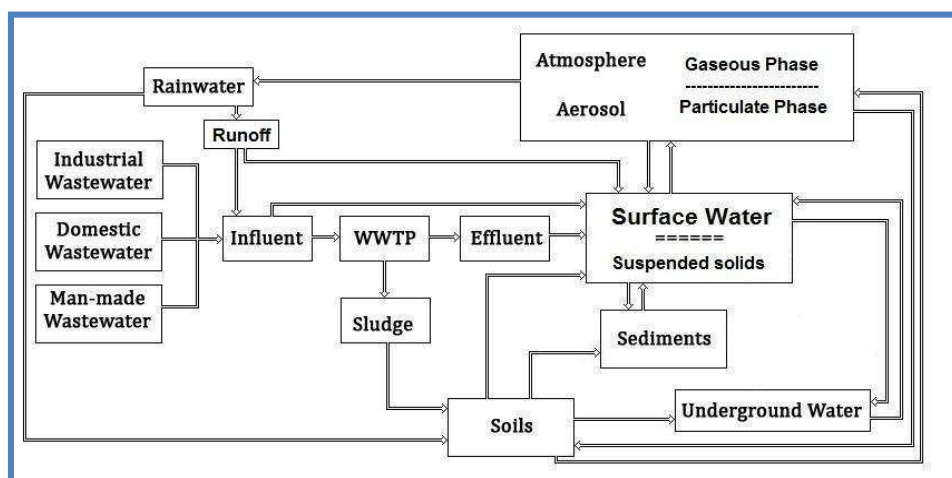 Atmosphere
Gaseous Phase
Aerosol
Particulate Phase
Rainwater
Runoff
Industrial
Wastewater
Domestic
Wastewater
Man-made
Wastewater
Influent
WWTP
Effluent
Surface Water
======
Suspended solids
Sludge
Sediments
Soils
Underground Water